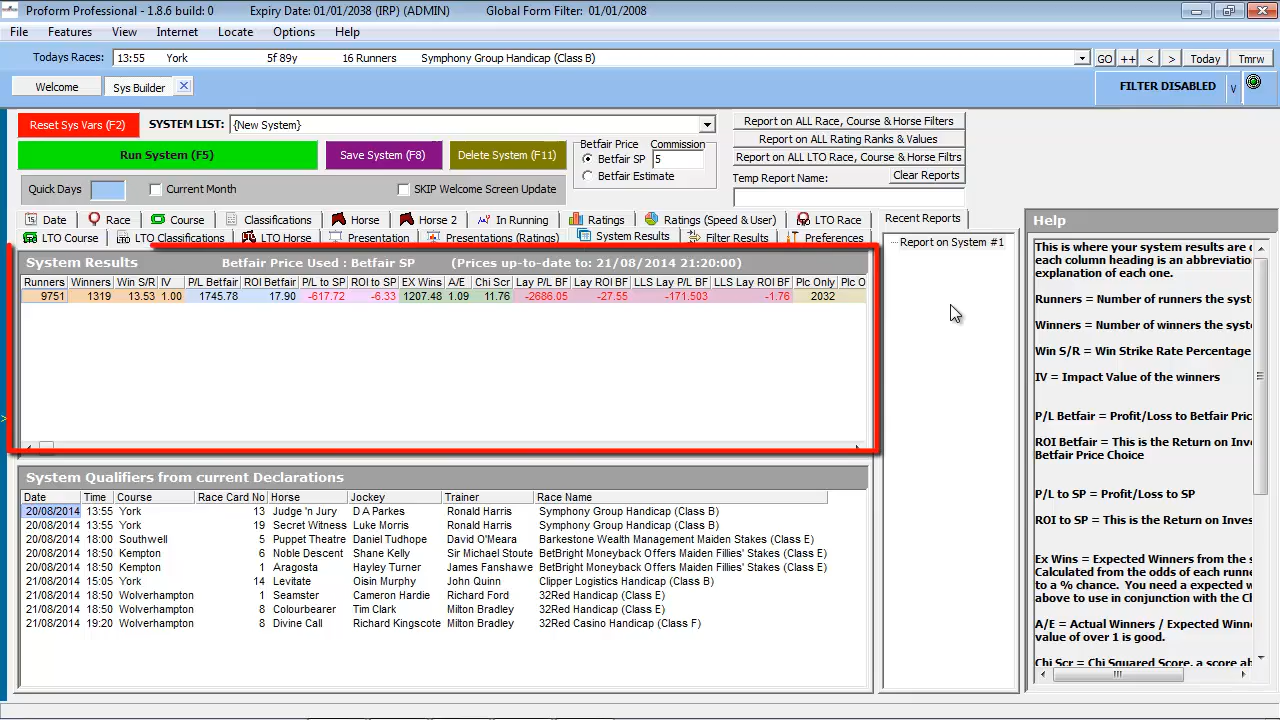 Proform Professional - 1.8.6 build: 0 Expiry Date: 01/01/2038 (IRP) (ADMIN) Global Form Filter: 01/01/2008
File Features View Internet Locate Options Help
Todays Races: 13:55 York 5f 89y 16 Runners Symphony Group Handicap (Class B) GO ++ < > Today Tmrw
Welcome Sys Builder X FILTER DISABLED V
Reset Sys Vars (F2) SYSTEM LIST: {New System}
Run System (F5) Save System (F8) Delete System (F11)
Betfair Price Commission
Betfair SP 5
Betfair Estimate
Report on ALL Race, Course & Horse Filters
Report on ALL Rating Ranks & Values
Report on ALL LTO Race, Course & Horse Filtrs
Temp Report Name: Clear Reports
Quick Days Current Month SKIP Welcome Screen Update
Date Race Course Classifications Horse Horse 2 In Running Ratings Ratings (Speed & User) LTO Race
LTO Course LTO Classifications LTO Horse Presentation Presentations (Ratings) System Results Filter Results Preferences
System Results Betfair Price Used : Betfair SP (Prices up-to-date to: 21/08/2014 21:20:00)
Runners Winners Win S/R IV P/L Betfair ROI Betfair P/L to SP ROI to SP EX Wins A/E Chi Scr Lay P/L BF Lay ROI BF LLS Lay P/L BF LLS Lay ROI BF Plc Only Plc O
9751 1319 13.53 1.00 1745.78 17.90 -617.72 -6.33 1207.48 1.09 11.76 -2686.05 -27.55 -171.503 -1.76 2032
System Qualifiers from current Declarations
Date Time Course Race Card No Horse Jockey Trainer Race Name
20/08/2014 13:55 York 13 Judge 'n Jury D A Parkes Ronald Harris Symphony Group Handicap (Class B)
20/08/2014 13:55 York 19 Secret Witness Luke Morris Ronald Harris Symphony Group Handicap (Class B)
20/08/2014 18:00 Southwell 5 Puppet Theatre Daniel Tudhope David O'Meara Barkestone Wealth Management Maiden Stakes (Class E)
20/08/2014 18:50 Kempton 6 Noble Descent Shane Kelly Sir Michael Stoute BetBright Moneyback Offers Maiden Fillies' Stakes (Class E)
20/08/2014 18:50 Kempton 1 Aragosta Hayley Turner James Fanshawe BetBright Moneyback Offers Maiden Fillies' Stakes (Class E)
21/08/2014 15:05 York 14 Levitate Oisin Murphy John Quinn Clipper Logistics Handicap (Class B)
21/08/2014 18:50 Wolverhampton 1 Seamster Cameron Hardie Richard Ford 32Red Handicap (Class E)
21/08/2014 18:50 Wolverhampton 8 Colourbearer Tim Clark Milton Bradley 32Red Handicap (Class E)
21/08/2014 19:20 Wolverhampton 8 Divine Call Richard Kingscote Milton Bradley 32Red Casino Handicap (Class F)
Recent Reports
Report on System #1
Help
This is where your system results are
each column heading is an abbreviation
explanation of each one.
Runners = Number of runners the syst
Winners = Number of winners the syste
Win S/R = Win Strike Rate Percentage
IV = Impact Value of the winners
P/L Betfair = Profit/Loss to Betfair Pric
ROI Betfair = This is the Return on Inve
Betfair Price Choice
P/L to SP = Profit/Loss to SP
ROI to SP = This is the Return on Inves
Ex Wins = Expected Winners from the s
Calculated from the odds of each runne
to a % chance. You need a expected w
above to use in conjunction with the C
A/E = Actual Winners / Expected Winne
value of over 1 is good.
Chi Scr = Chi Squared Score, a score ab